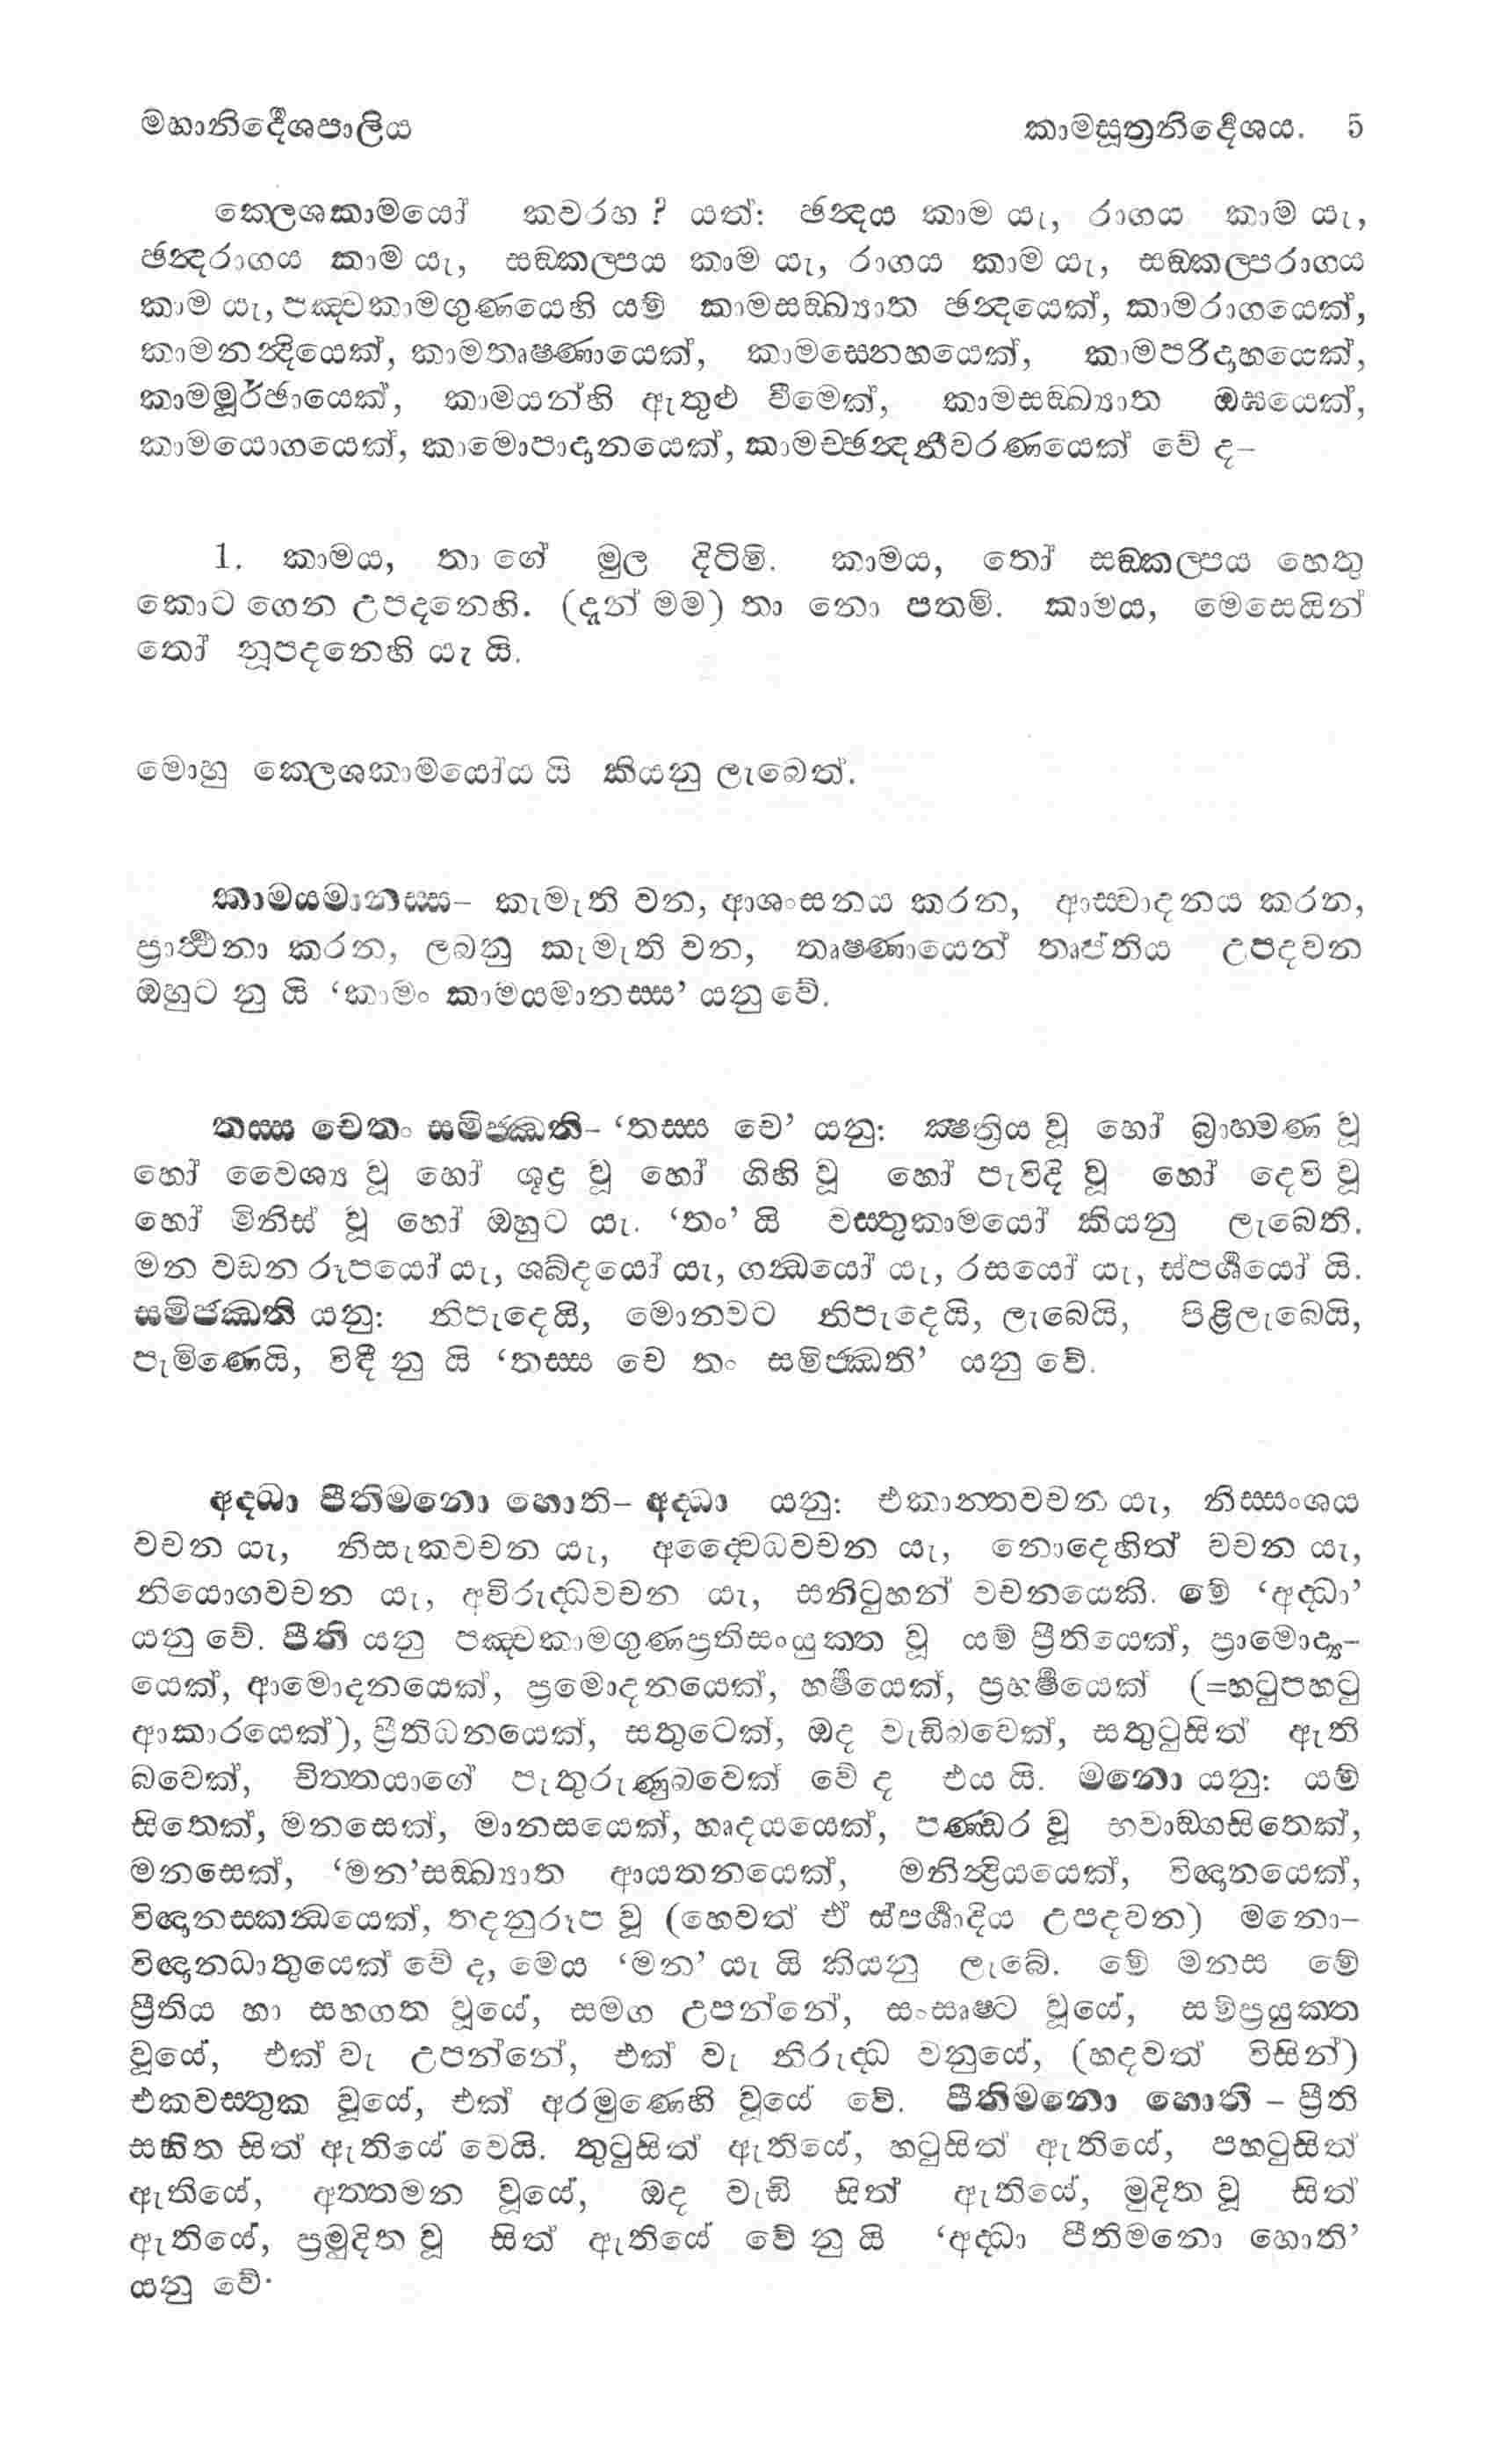 මහානිර්දේශපාලිය කාමසූත්‍රනිර්දේශය. 5
ක්ලෙශකාමයෝ කවරහ ? යත්: ඡන්‍දය කාම යැ, රාගය කාම යැ,
ඡන්‍දරාගය කාම යැ, සඞ්කල්පය කාම යැ, රාගය කාම යැ, සඞ්කල්පරාගය
කාම යැ, පඤ්චකාමගුණයෙහි යම් කාමසඞ්ඛ්‍යාත ඡන්‍දයෙක්, කාමරාගයෙක්,
කාමනන්‍දියෙක්, කාමතෘෂ්ණායෙක්, කාමස්නෙහයෙක්, කාමපරිදාහයෙක්,
කාමමූර්ඡායෙක්, කාමයන්හි ඇතුළු වීමෙක්, කාමසඞ්ඛ්‍යාත ඔඝයෙක්,
කාමයොගයෙක්, කාමොපාදානයෙක්, කාමච්ඡන්‍දනීවරණයෙක් වේ ද–
1. කාමය, තා ගේ මුල දිටිමි. කාමය, තෝ සඞ්කල්පය හෙතු
කොට ගෙන උපදනෙහි. (දැන් මම) තා නො පතමි. කාමය, මෙසෙයින්
තෝ නූපදනෙහි යැ යි.
මොහු ක්ලෙශකාමයෝය යි කියනු ලැබෙත්.
කාමයමානස්ස– කැමැති වන, ආශංසනය කරන, ආස්වාදනය කරන,
ප්‍රාර්ථනා කරන, ලබනු කැමැති වන, තෘෂ්ණායෙන් තෘප්තිය උපදවන
ඔහුට නු යි ‘කාමං කාමයමානස්ස’ යනු වේ.
තස්ස චෙතං සමිජ්ඣති– ‘තස්ස චෙ’ යනු: ක්‍ෂත්‍රිය වූ හෝ බ්‍රාහ්මණ වූ
හෝ වෛශ්‍ය වූ හෝ ශූද්‍ර වූ හෝ ගිහි වූ හෝ පැවිදි වූ හෝ දෙවි වූ
හෝ මිනිස් වූ හෝ ඔහුට යැ. ‘තං’ යි වස්තුකාමයෝ කියනු ලැබෙති.
මන වඩන රූපයෝ යැ, ශබ්දයෝ යැ, ගන්‍ධයෝ යැ, රසයෝ යැ, ස්පර්ශයෝ යි.
සමිජ්ඣති යනු: නිපැදෙයි, මොනවට නිපැදෙයි, ලැබෙයි, පිළිලැබෙයි,
පැමිණෙයි, විඳී නු යි ‘තස්ස චෙ තං සමිජ්ඣති’ යනු වේ.
අද්ධා පීතිමනො හොති– අද්ධා යනු: එකාන්තවචන යැ, නිස්සංශය
වචන යැ, නිසැකවචන යැ, අද්වෛධවචන යැ, නොදෙහිත් වචන යැ,
නියොගවචන යැ, අවිරුද්ධවචන යැ, සනිටුහන් වචනයෙකි. මේ ‘අද්ධා’
යනු වේ. පීති යනු පඤ්චකාමගුණප්‍රතිසංයුක්ත වූ යම් ප්‍රීතියෙක්, ප්‍රාමොද්‍ය–
යෙක්, ආමොදනයෙක්, ප්‍රමොදනයෙක්, හර්ෂයෙක්, ප්‍රහර්ෂයෙක් (=හටුපහටු
ආකාරයෙක්), ප්‍රීතිධනයෙක්, සතුටෙක්, ඔද වැඩිබවෙක්, සතුටුසිත් ඇති
බවෙක්, චිත්තයාගේ පැතුරුණුබවෙක් වේ ද එය යි. මනො යනු: යම්
සිතෙක්, මනසෙක්, මානසයෙක්, හෘදයයෙක්, පණ්ඩර වූ භවාඞ්ගසිතෙක්,
මනසෙක්, ‘මන’සඞ්ඛ්‍යාත ආයතනයෙක්, මනින්‍ද්‍රියයෙක්, විඥානයෙක්,
විඥානස්කන්‍ධයෙක්, තදනුරූප වූ (හෙවත් ඒ ස්පර්ශාදිය උපදවන) මනො–
විඥානධාතුයෙක් වේ ද, මෙය ‘මන’ යැ යි කියනු ලැබේ. මේ මනස මේ
ප්‍රීතිය හා සහගත වූයේ, සමග උපන්නේ, සංසෘෂ්ට වූයේ, සම්ප්‍රයුක්ත
වූයේ, එක් වැ උපන්නේ, එක් වැ නිරුද්ධ වනුයේ, (හදවත් විසින්)
එකවස්තුක වූයේ, එක් අරමුණෙහි වූයේ වේ. පීතිමනො හොති – ප්‍රීති
සහිත සිත් ඇතියේ වෙයි. තුටුසිත් ඇතියේ, හටුසිත් ඇතියේ, පහටුසිත්
ඇතියේ, අත්තමන වූයේ, ඔද වැඩි සිත් ඇතියේ, මුදිත වූ සිත්
ඇතියේ, ප්‍රමුදිත වූ සිත් ඇතියේ වේ නු යි ‘අද්ධා පීතිමනො හොති’
යනු වේ.